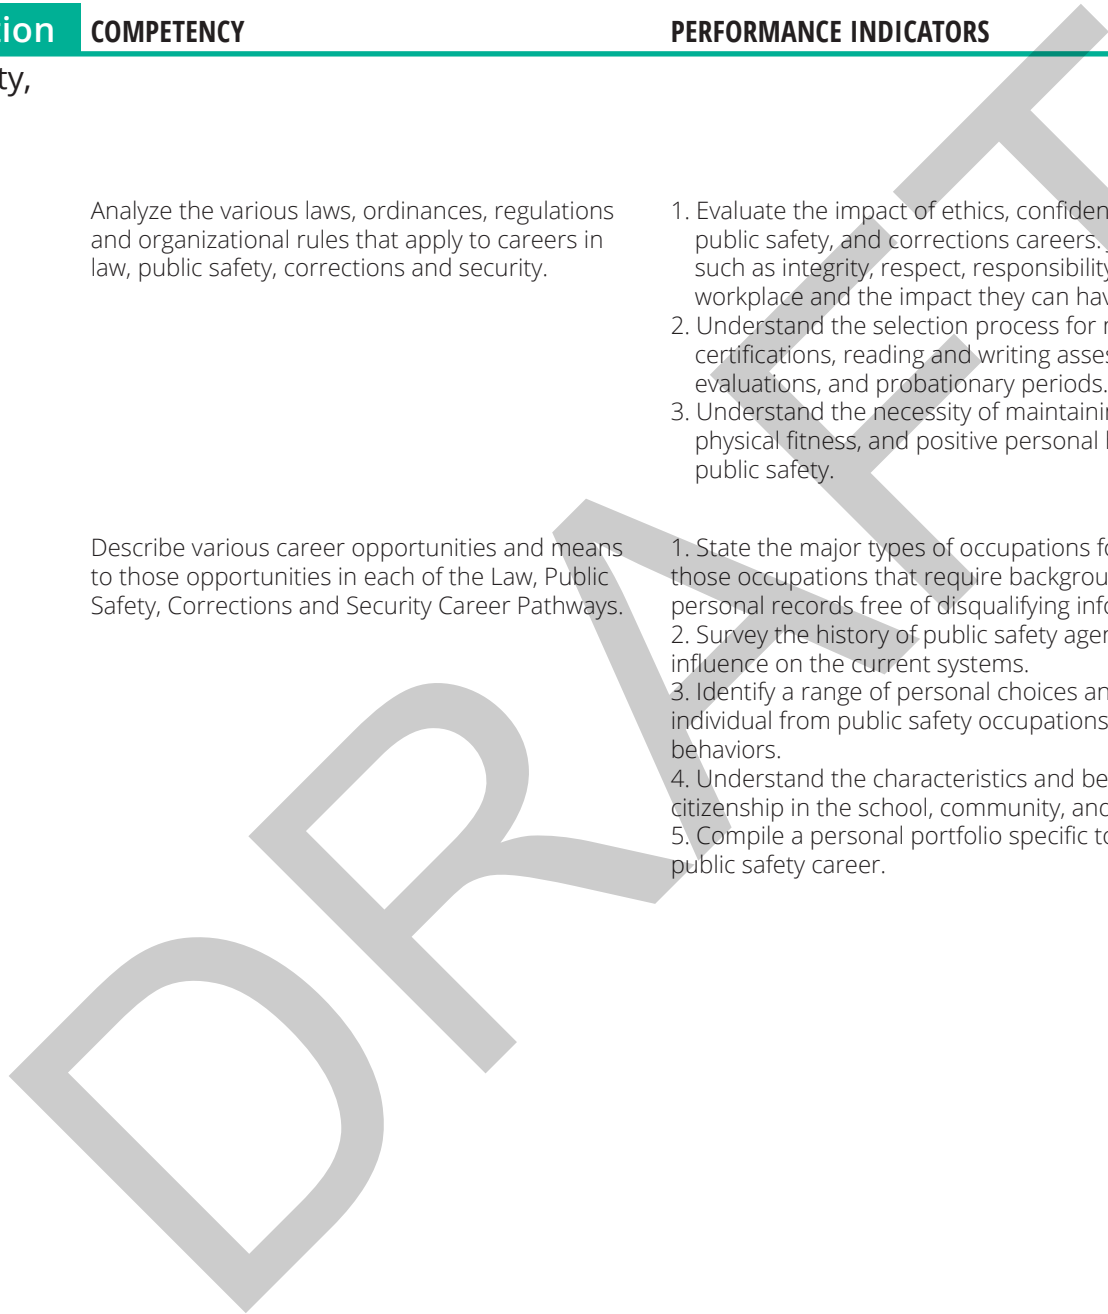 tion COMPETENCY PERFORMANCE INDICATORS
ty,
Analyze the various laws, ordinances, regulations
and organizational rules that apply to careers in
law, public safety, corrections and security.
1. Evaluate the impact of ethics, confiden
public safety, and corrections careers.
such as integrity, respect, responsibility
workplace and the impact they can hav
2. Understand the selection process for
certifications, reading and writing asses
evaluations, and probationary periods.
3. Understand the necessity of maintaini
physical fitness, and positive personal
public safety.
Describe various career opportunities and means
to those opportunities in each of the Law, Public
Safety, Corrections and Security Career Pathways.
1. State the major types of occupations fo
those occupations that require backgrou
personal records free of disqualifying info
2. Survey the history of public safety agen
influence on the current systems.
3. Identify a range of personal choices an
individual from public safety occupations
behaviors.
4. Understand the characteristics and be
citizenship in the school, community, and
5. Compile a personal portfolio specific to
public safety career.
DRAFT